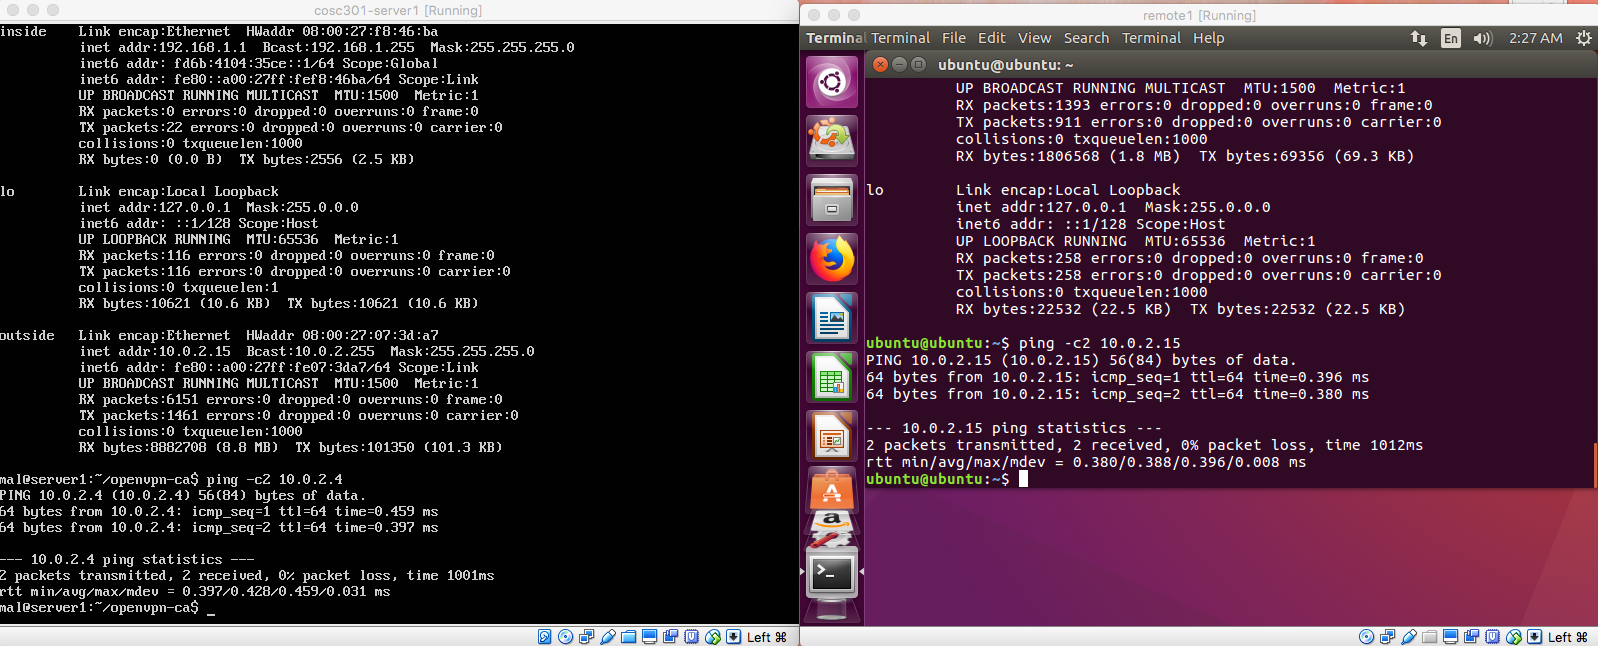 cosc301-server1 [Running]
inside    Link encap:Ethernet  HWaddr 08:00:27:f8:46:ba
inet addr:192.168.1.1  Bcast:192.168.1.255  Mask:255.255.255.0
inet6 addr: fd6b:4104:35ce::1/64 Scope:Global
inet6 addr: fe80::a00:27ff:fef8:46ba/64 Scope:Link
UP BROADCAST RUNNING MULTICAST  MTU:1500  Metric:1
RX packets:0 errors:0 dropped:0 overruns:0 frame:0
TX packets:22 errors:0 dropped:0 overruns:0 carrier:0
collisions:0 txqueuelen:1000
RX bytes:0 (0.0 B)  TX bytes:2556 (2.5 KB)
lo        Link encap:Local Loopback
inet addr:127.0.0.1  Mask:255.0.0.0
inet6 addr: ::1/128 Scope:Host
UP LOOPBACK RUNNING  MTU:65536  Metric:1
RX packets:116 errors:0 dropped:0 overruns:0 frame:0
TX packets:116 errors:0 dropped:0 overruns:0 carrier:0
collisions:0 txqueuelen:1
RX bytes:10621 (10.6 KB)  TX bytes:10621 (10.6 KB)
outside   Link encap:Ethernet  HWaddr 08:00:27:07:3d:a7
inet addr:10.0.2.15  Bcast:10.0.2.255  Mask:255.255.255.0
inet6 addr: fe80::a00:27ff:fe07:3da7/64 Scope:Link
UP BROADCAST RUNNING MULTICAST  MTU:1500  Metric:1
RX packets:6151 errors:0 dropped:0 overruns:0 frame:0
TX packets:1461 errors:0 dropped:0 overruns:0 carrier:0
collisions:0 txqueuelen:1000
RX bytes:8882708 (8.8 MB)  TX bytes:101350 (101.3 KB)
mal@server1:~/openvpn-ca$ ping -c2 10.0.2.4
PING 10.0.2.4 (10.0.2.4) 56(84) bytes of data.
64 bytes from 10.0.2.4: icmp_seq=1 ttl=64 time=0.459 ms
64 bytes from 10.0.2.4: icmp_seq=2 ttl=64 time=0.397 ms
--- 10.0.2.4 ping statistics ---
2 packets transmitted, 2 received, 0% packet loss, time 1001ms
rtt min/avg/max/mdev = 0.397/0.428/0.459/0.031 ms
mal@server1:~/openvpn-ca$ _
Left ⌘
remote1 [Running]
Terminal Terminal File Edit View Search Terminal Help En 2:27 AM
ubuntu@ubuntu: ~
UP BROADCAST RUNNING MULTICAST  MTU:1500  Metric:1
RX packets:1393 errors:0 dropped:0 overruns:0 frame:0
TX packets:911 errors:0 dropped:0 overruns:0 carrier:0
collisions:0 txqueuelen:1000
RX bytes:1806568 (1.8 MB)  TX bytes:69356 (69.3 KB)
lo        Link encap:Local Loopback
inet addr:127.0.0.1  Mask:255.0.0.0
inet6 addr: ::1/128 Scope:Host
UP LOOPBACK RUNNING  MTU:65536  Metric:1
RX packets:258 errors:0 dropped:0 overruns:0 frame:0
TX packets:258 errors:0 dropped:0 overruns:0 carrier:0
collisions:0 txqueuelen:1000
RX bytes:22532 (22.5 KB)  TX bytes:22532 (22.5 KB)
ubuntu@ubuntu:~$ ping -c2 10.0.2.15
PING 10.0.2.15 (10.0.2.15) 56(84) bytes of data.
64 bytes from 10.0.2.15: icmp_seq=1 ttl=64 time=0.396 ms
64 bytes from 10.0.2.15: icmp_seq=2 ttl=64 time=0.380 ms
--- 10.0.2.15 ping statistics ---
2 packets transmitted, 2 received, 0% packet loss, time 1012ms
rtt min/avg/max/mdev = 0.380/0.388/0.396/0.008 ms
ubuntu@ubuntu:~$
Left ⌘